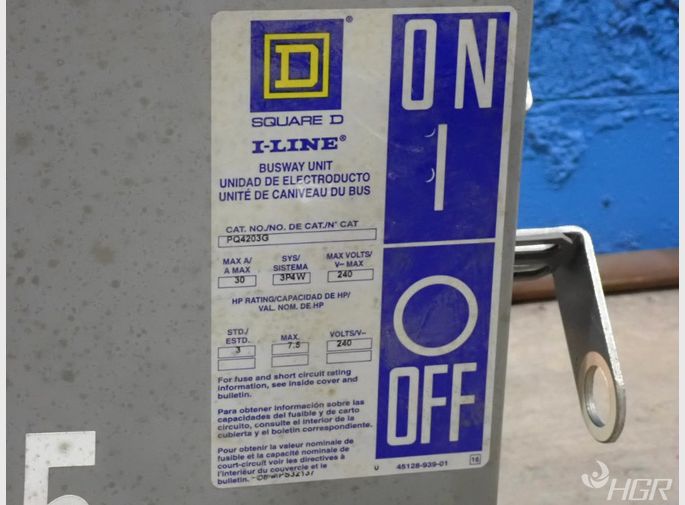 D
SQUARE D
I-LINE®
BUSWAY UNIT
UNIDAD DE ELECTRODUCTO
UNITÉ DE CANIVEAU DU BUS
CAT. NO./NO. DE CAT./N° CAT
PQ4203G
MAX A/ SYS/ MAX VOLTS/
A MAX SISTEMA V~ MAX
30 3P4W 240
HP RATING/CAPACIDAD DE HP/
VAL. NOM. DE HP
STD./ MAX. VOLTS/V~
ESTD.
3 7.5 240
For fuse and short circuit rating
information, see inside cover and
bulletin.
Para obtener información sobre las
capacidades del fusible y de carto
circuito, consulte el interior de la
cubierta y el boletin correspondiente.
Pour obtenir la valeur nominale de
fusible et la capacité nominale de
court-circuit voir les directives à
l'intérieur du couvercle et le
bulletin.
U 45128-939-01 16
ON
I
O
OFF
5
HGR